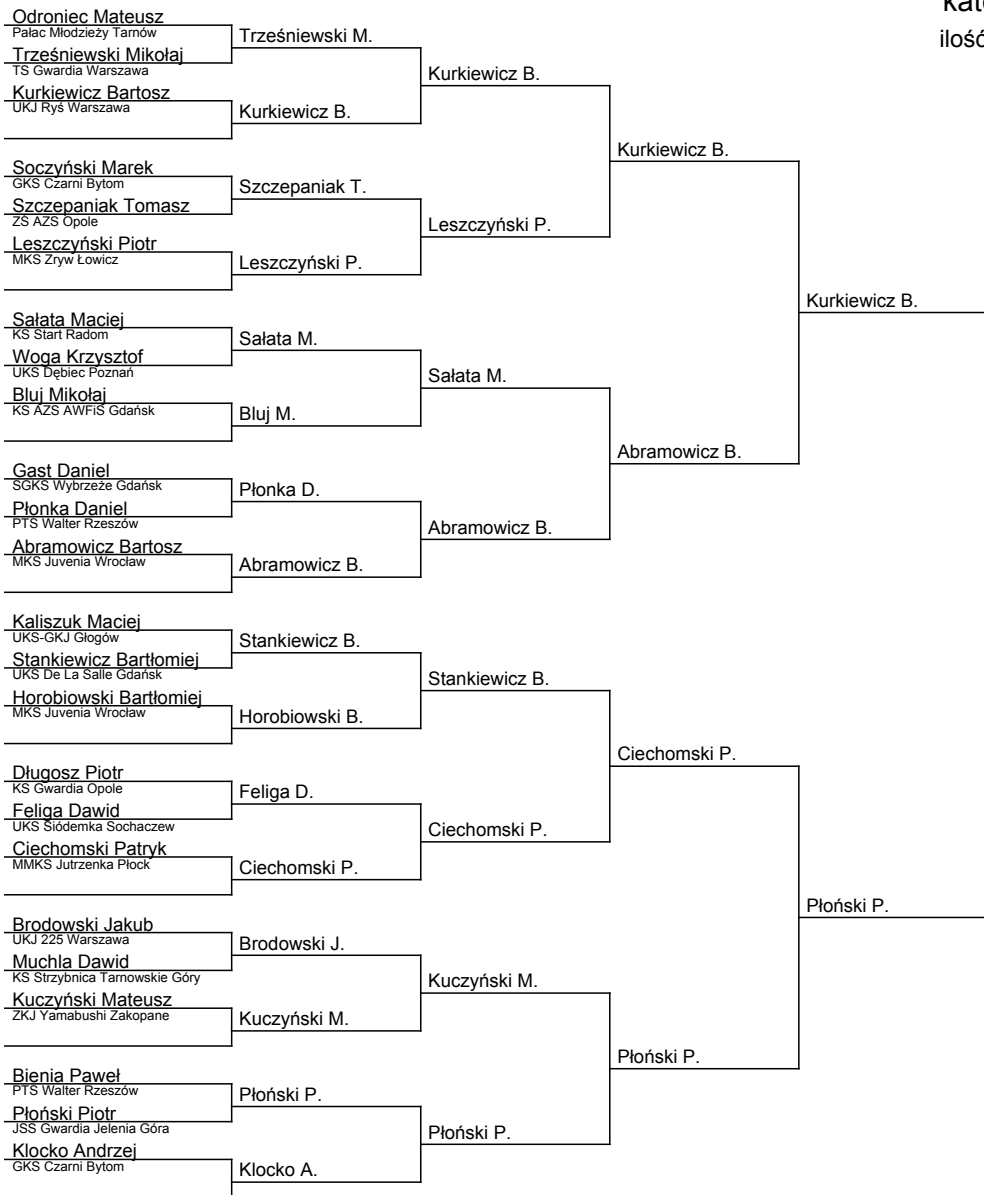 kat
ilość
Odroniec Mateusz
Pałac Młodzieży Tarnów
Trześniewski Mikołaj
TS Gwardia Warszawa
Kurkiewicz Bartosz
UKJ Ryś Warszawa
Soczyński Marek
GKS Czarni Bytom
Szczepaniak Tomasz
ZS AZS Opole
Leszczyński Piotr
MKS Zryw Łowicz
Sałata Maciej
KS Start Radom
Woga Krzysztof
UKS Dębiec Poznań
Bluj Mikołaj
KS AZS AWFiS Gdańsk
Gast Daniel
SGKS Wybrzeże Gdańsk
Płonka Daniel
PTS Walter Rzeszów
Abramowicz Bartosz
MKS Juvenia Wrocław
Kaliszuk Maciej
UKS-GKJ Głogów
Stankiewicz Bartłomiej
UKS De La Salle Gdańsk
Horobiowski Bartłomiej
MKS Juvenia Wrocław
Długosz Piotr
KS Gwardia Opole
Feliga Dawid
UKS Siódemka Sochaczew
Ciechomski Patryk
MMKS Jutrzenka Płock
Brodowski Jakub
UKJ 225 Warszawa
Muchla Dawid
KS Strzybnica Tarnowskie Góry
Kuczyński Mateusz
ZKJ Yamabushi Zakopane
Bienia Paweł
PTS Walter Rzeszów
Płoński Piotr
JSS Gwardia Jelenia Góra
Klocko Andrzej
GKS Czarni Bytom
Trześniewski M.
Kurkiewicz B.
Szczepaniak T.
Leszczyński P.
Sałata M.
Bluj M.
Płonka D.
Abramowicz B.
Stankiewicz B.
Horobiowski B.
Feliga D.
Ciechomski P.
Brodowski J.
Kuczyński M.
Płoński P.
Klocko A.
Kurkiewicz B.
Leszczyński P.
Sałata M.
Abramowicz B.
Stankiewicz B.
Ciechomski P.
Kuczyński M.
Płoński P.
Kurkiewicz B.
Abramowicz B.
Ciechomski P.
Płoński P.
Kurkiewicz B.
Płoński P.